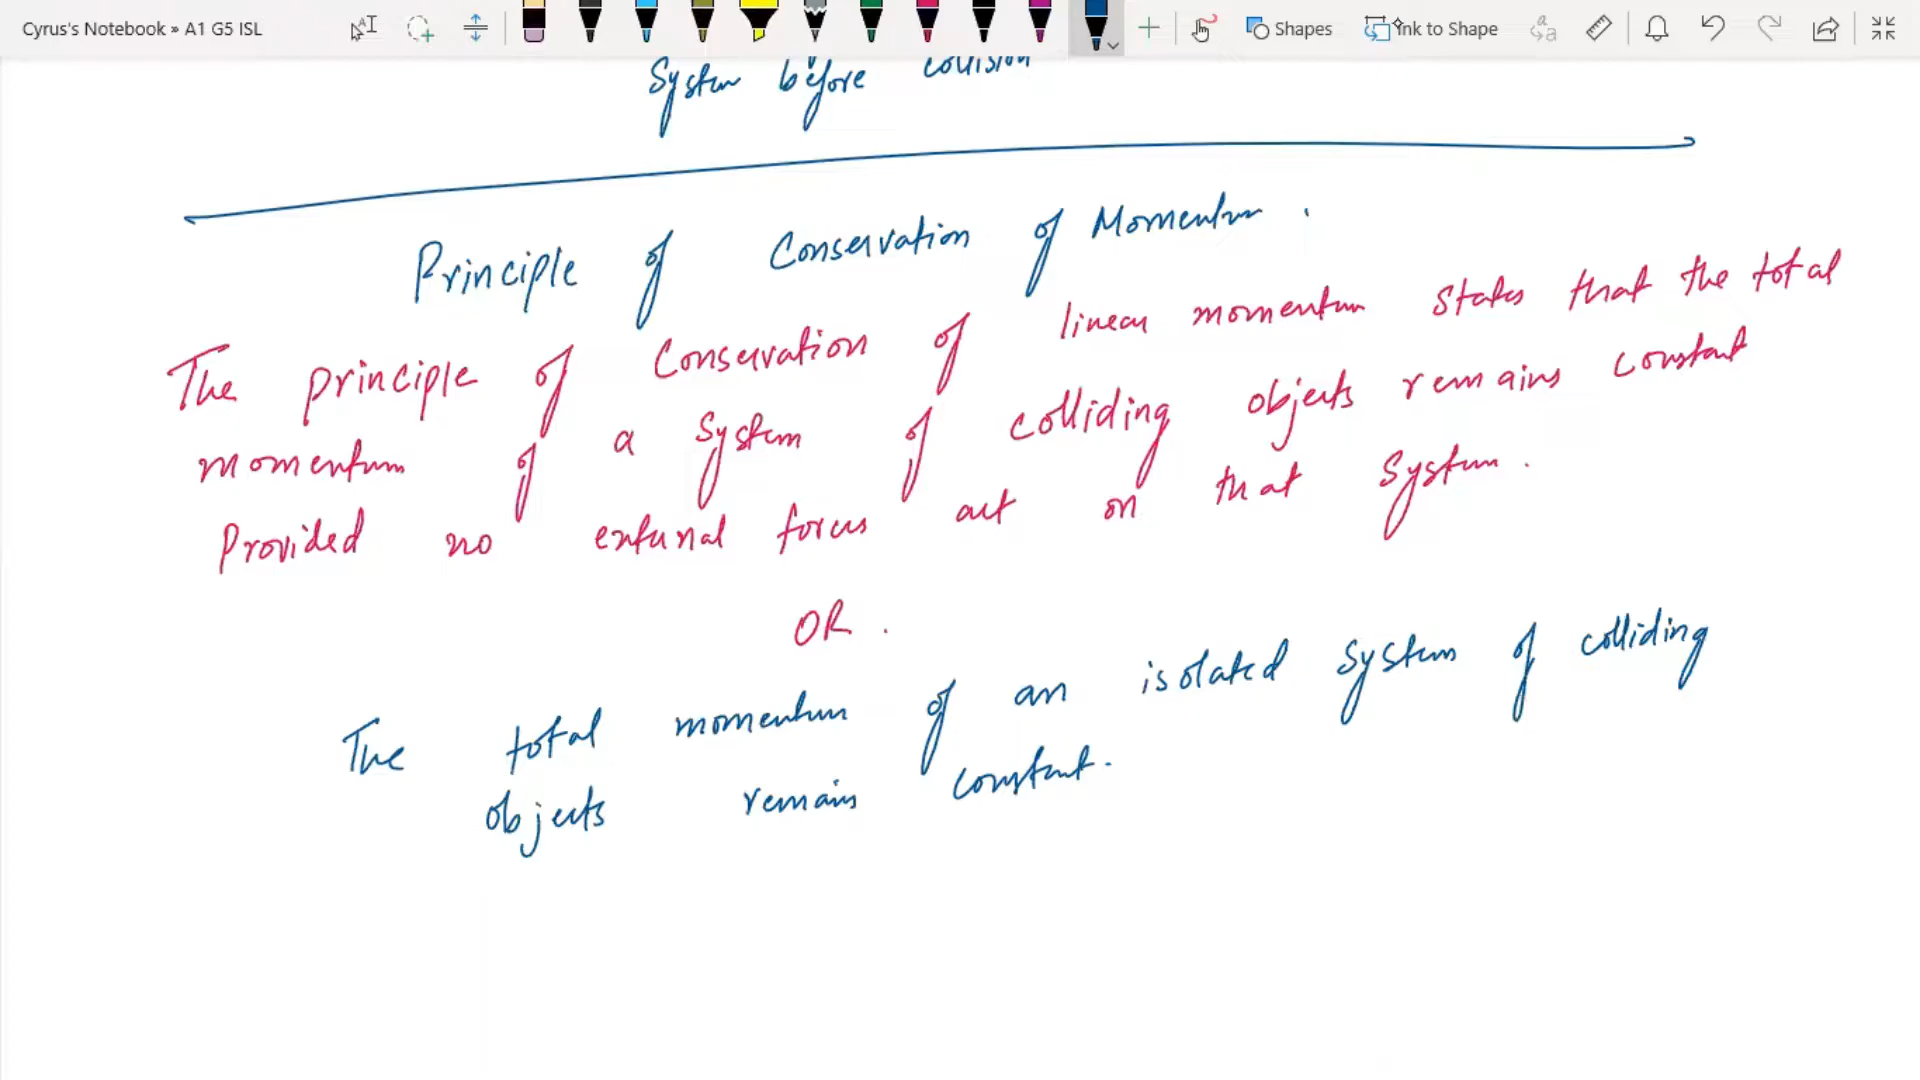 Cyrus's Notebook » A1 G5 ISL
Shapes
Ink to Shape
System before collision
Principle of Conservation of Momentum.
The principle of Conservation of linear momentum states that the total
momentum of a system of colliding objects remains constant
Provided no external forces act on that system.
OR.
The total momentum of an isolated system of colliding
objects remain constant.